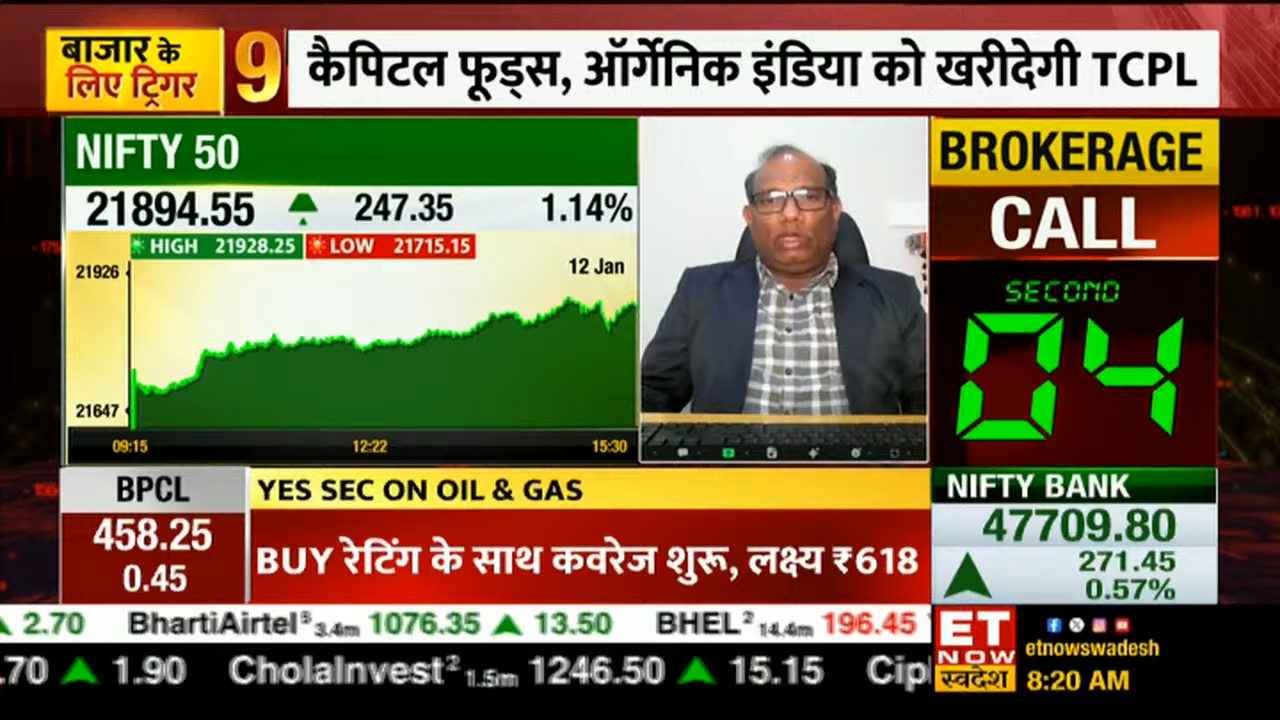 बाजार के
लिए ट्रिगर
9
कैपिटल फूड्स, ऑर्गेनिक इंडिया को खरीदेगी TCPL
NIFTY 50
21894.55 247.35 1.14%
HIGH 21928.25 LOW 21715.15
12 Jan
21926
21647
09:15 12:22 15:30
BROKERAGE
CALL
SECOND
04
BPCL
458.25
0.45
YES SEC ON OIL & GAS
BUY रेटिंग के साथ कवरेज शुरू, लक्ष्य ₹618
NIFTY BANK
47709.80
271.45
0.57%
2.70 BhartiAirtel 3.4m 1076.35 13.50 BHEL 2 14.4m 196.45
.70 1.90 CholaInvest 2 1.5m 1246.50 15.15 Cip
ET
NOW
स्वदेश
etnowswadesh
8:20 AM